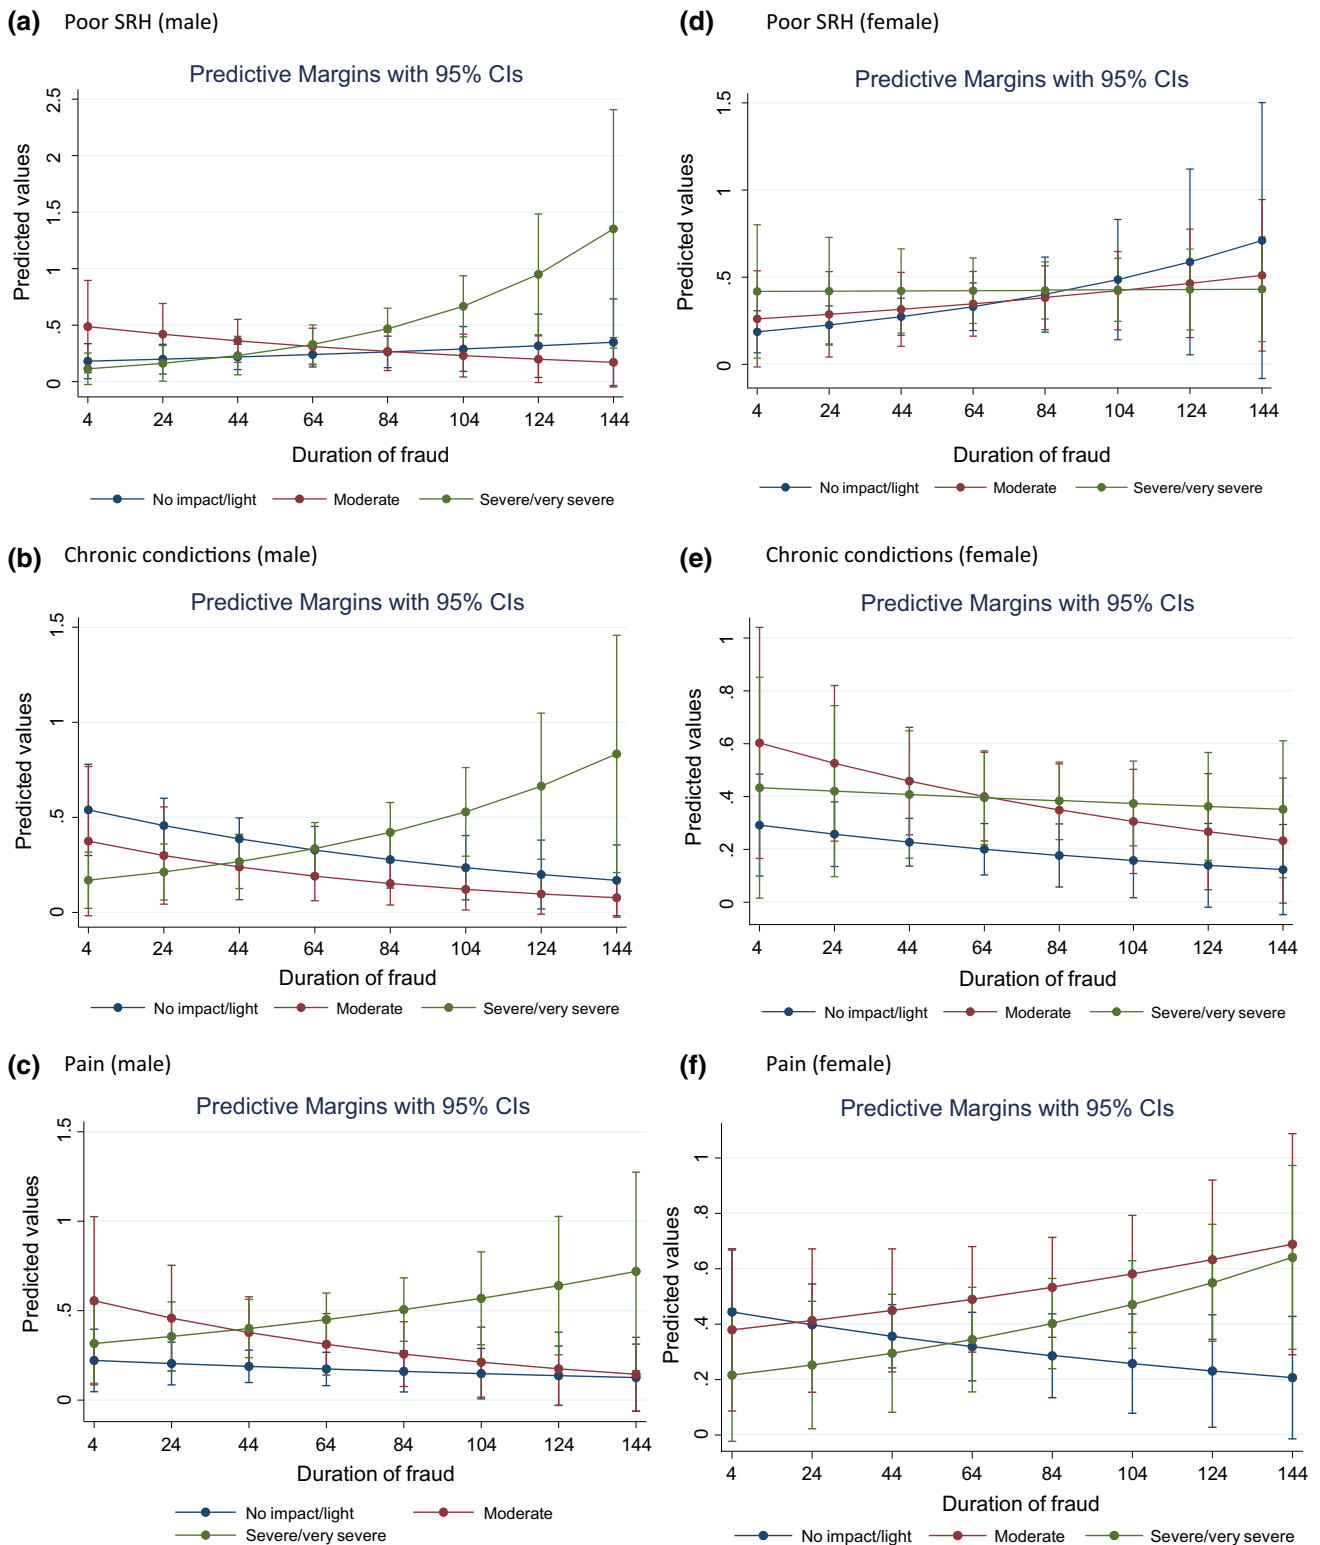 (a) Poor SRH (male)
Predictive Margins with 95% CIs
Predicted values
2.5
2
1.5
1
.5
0
4 24 44 64 84 104 124 144
Duration of fraud
No impact/light Moderate Severe/very severe
(d) Poor SRH (female)
Predictive Margins with 95% CIs
Predicted values
1.5
1
.5
0
4 24 44 64 84 104 124 144
Duration of fraud
No impact/light Moderate Severe/very severe
(b) Chronic condictions (male)
Predictive Margins with 95% CIs
Predicted values
1.5
1
.5
0
4 24 44 64 84 104 124 144
Duration of fraud
No impact/light Moderate Severe/very severe
(e) Chronic condictions (female)
Predictive Margins with 95% CIs
Predicted values
1
.8
.6
.4
.2
0
4 24 44 64 84 104 124 144
Duration of fraud
No impact/light Moderate Severe/very severe
(c) Pain (male)
Predictive Margins with 95% CIs
Predicted values
1.5
1
.5
0
4 24 44 64 84 104 124 144
Duration of fraud
No impact/light Moderate
Severe/very severe
(f) Pain (female)
Predictive Margins with 95% CIs
Predicted values
1
.8
.6
.4
.2
0
4 24 44 64 84 104 124 144
Duration of fraud
No impact/light Moderate Severe/very severe